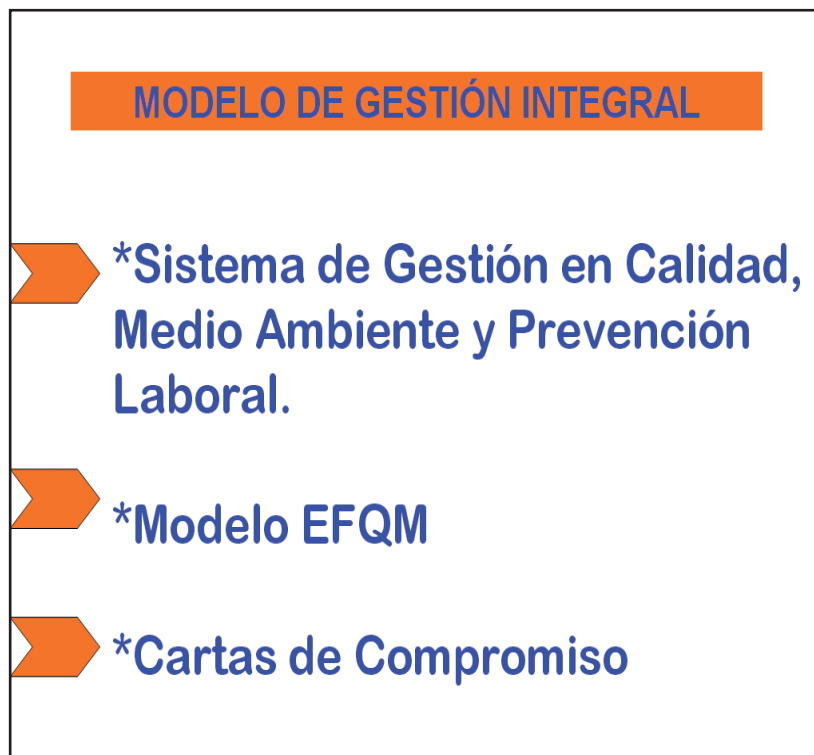 MODELO DE GESTIÓN INTEGRAL
*Sistema de Gestión en Calidad,
Medio Ambiente y Prevención
Laboral.
*Modelo EFQM
*Cartas de Compromiso